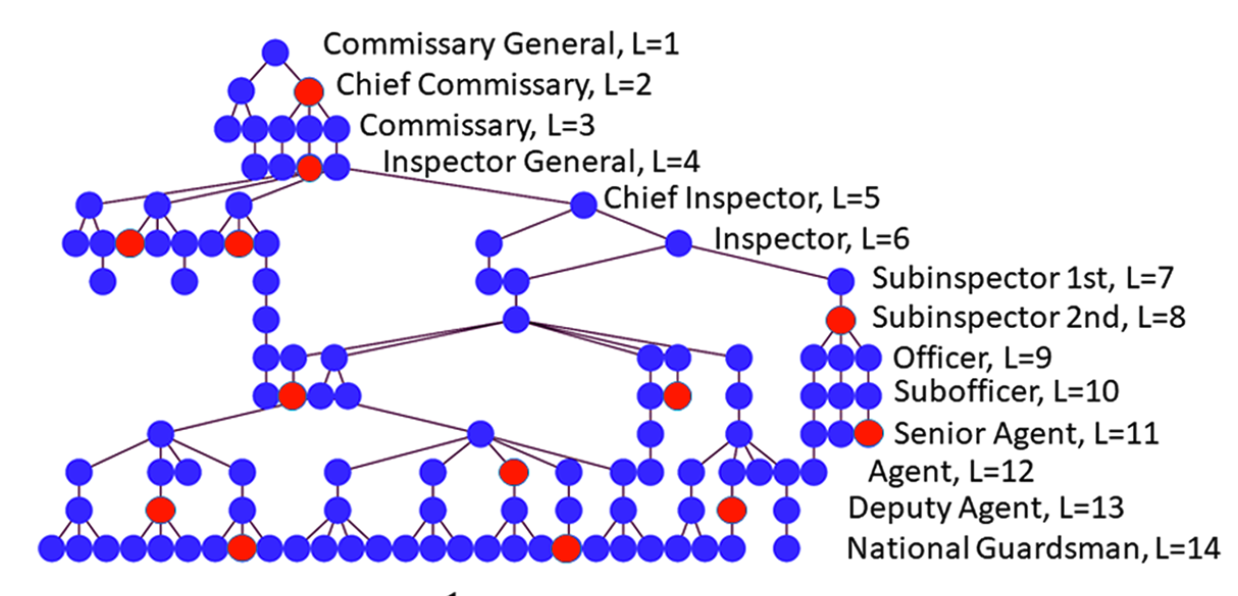 Commissary General, L=1
Chief Commissary, L=2
Commissary, L=3
Inspector General, L=4
Chief Inspector, L=5
Inspector, L=6
Subinspector 1st, L=7
Subinspector 2nd, L=8
Officer, L=9
Subofficer, L=10
Senior Agent, L=11
Agent, L=12
Deputy Agent, L=13
National Guardsman, L=14